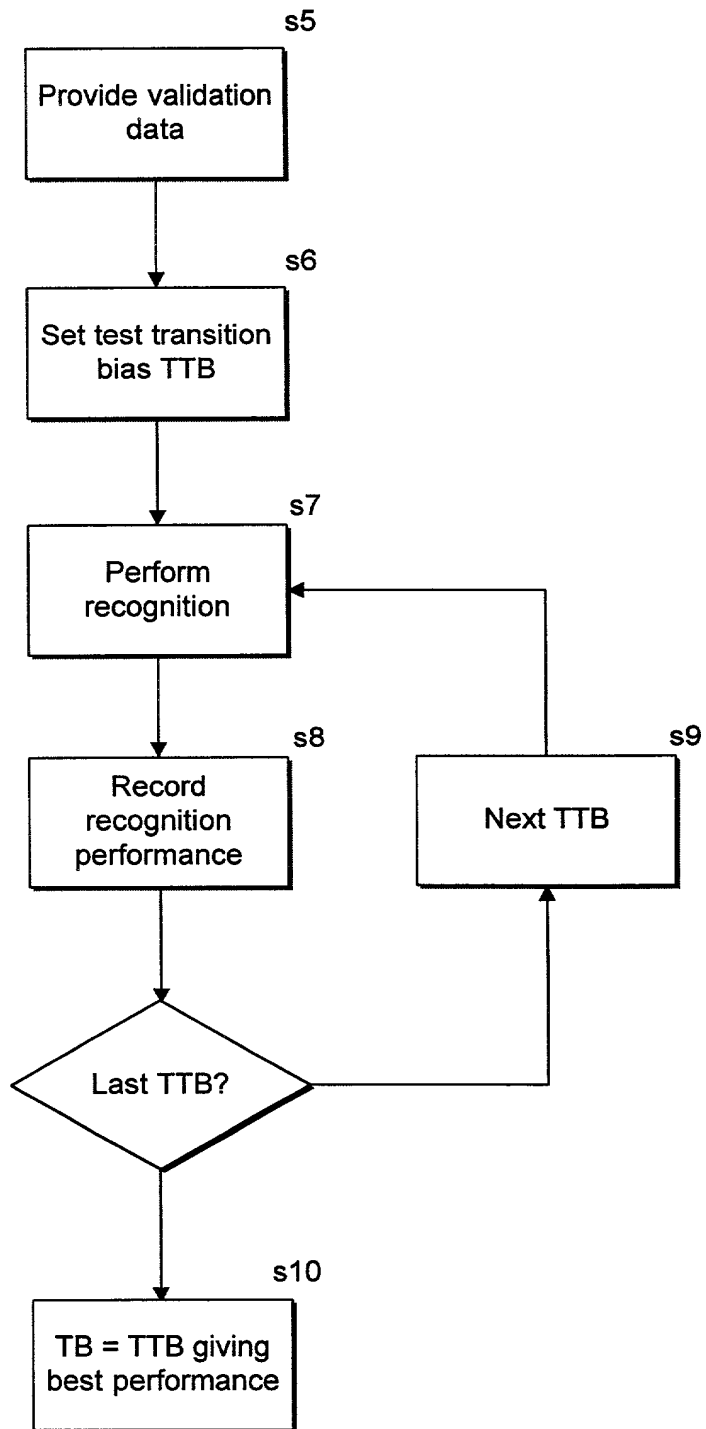 s5
Provide validation
data
s6
Set test transition
bias TTB
s7
Perform
recognition
s8
Record
recognition
performance
s9
Next TTB
Last TTB?
s10
TB = TTB giving
best performance